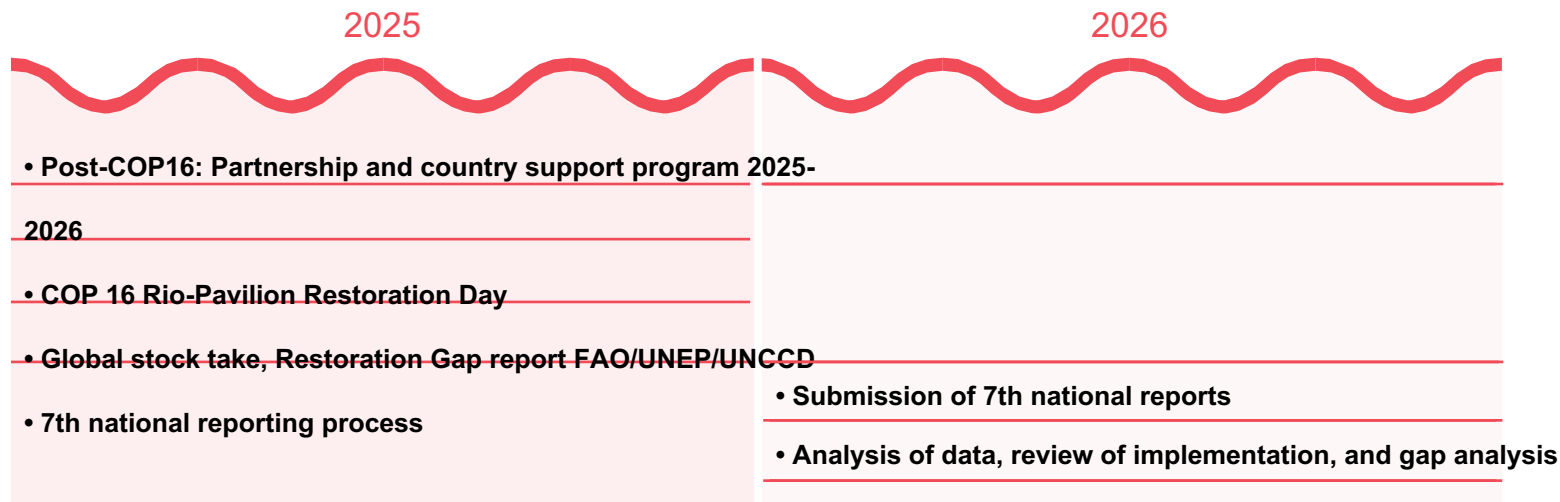 2025
• Post-COP16: Partnership and country support program 2025-
2026
• COP 16 Rio-Pavilion Restoration Day
• Global stock take, Restoration Gap report FAO/UNEP/UNCCD
• 7th national reporting process
2026
• Submission of 7th national reports
• Analysis of data, review of implementation, and gap analysis